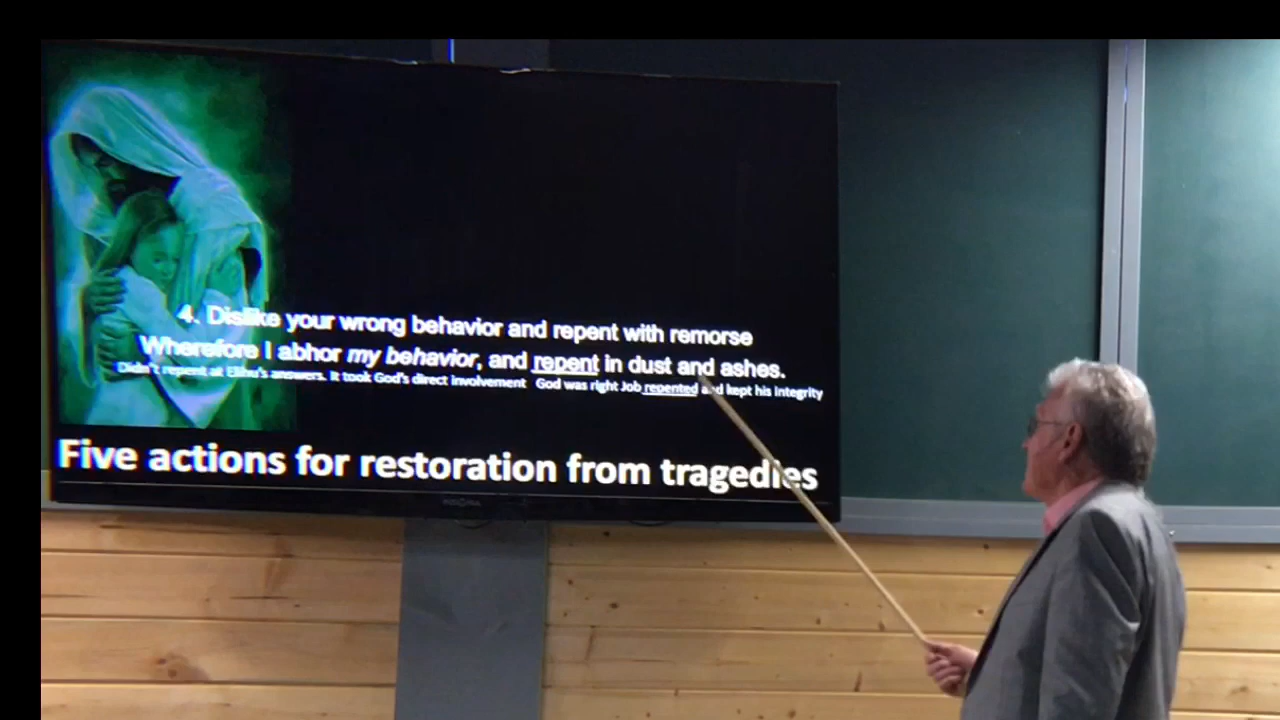 4. Dislike your wrong behavior and repent with remorse
Wherefore I abhor my behavior, and repent in dust and ashes.
Didn't repent at Elihu's answers. It took God's direct involvement God was right Job repented and kept his integrity
Five actions for restoration from tragedies
INSIGNIA